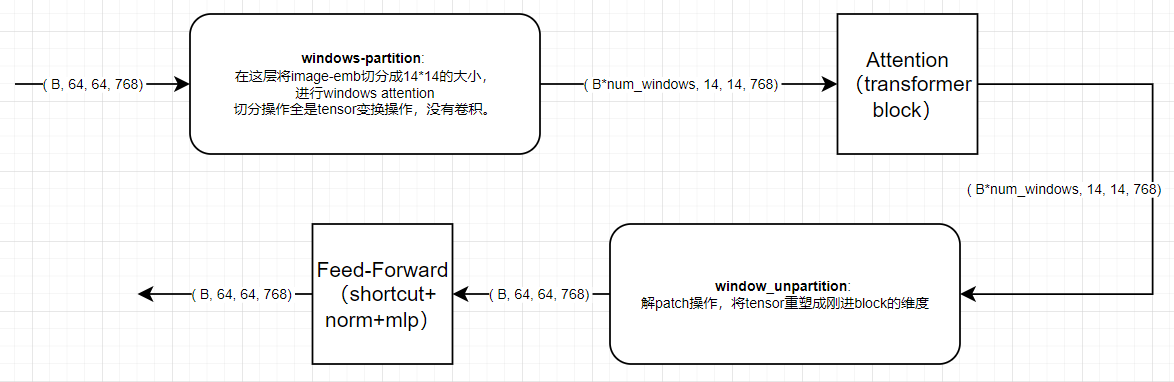 ( B, 64, 64, 768)
windows-partition:
在这层将image-emb切分成14*14的大小，
进行windows attention
切分操作全是tensor变换操作，没有卷积。
( B*num_windows, 14, 14, 768)
Attention
（transformer
block）
( B*num_windows, 14, 14, 768)
window_unpartition:
解patch操作，将tensor重塑成刚进block的维度
( B, 64, 64, 768)
Feed-Forward
（shortcut+
norm+mlp）
( B, 64, 64, 768)